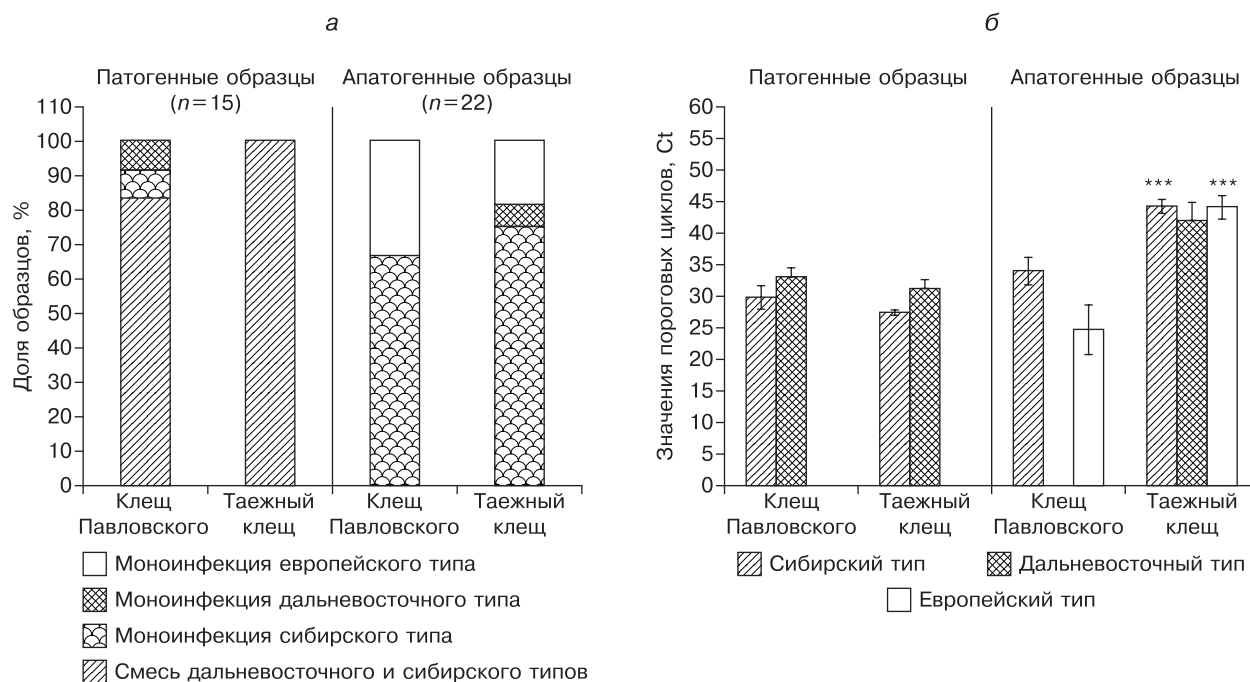 а
Патогенные образцы
(n=15)
Апатогенные образцы
(n=22)
Доля образцов, %
110
100
90
80
70
60
50
40
30
20
10
0
Клещ
Павловского
Таежный
клещ
Клещ
Павловского
Таежный
клещ
Моноинфекция европейского типа
Моноинфекция дальневосточного типа
Моноинфекция сибирского типа
Смесь дальневосточного и сибирского типов
б
Патогенные образцы
Апатогенные образцы
Значения пороговых циклов, Ct
60
55
50
45
40
35
30
25
20
15
10
5
0
***
***
Клещ
Павловского
Таежный
клещ
Клещ
Павловского
Таежный
клещ
Сибирский тип
Дальневосточный тип
Европейский тип